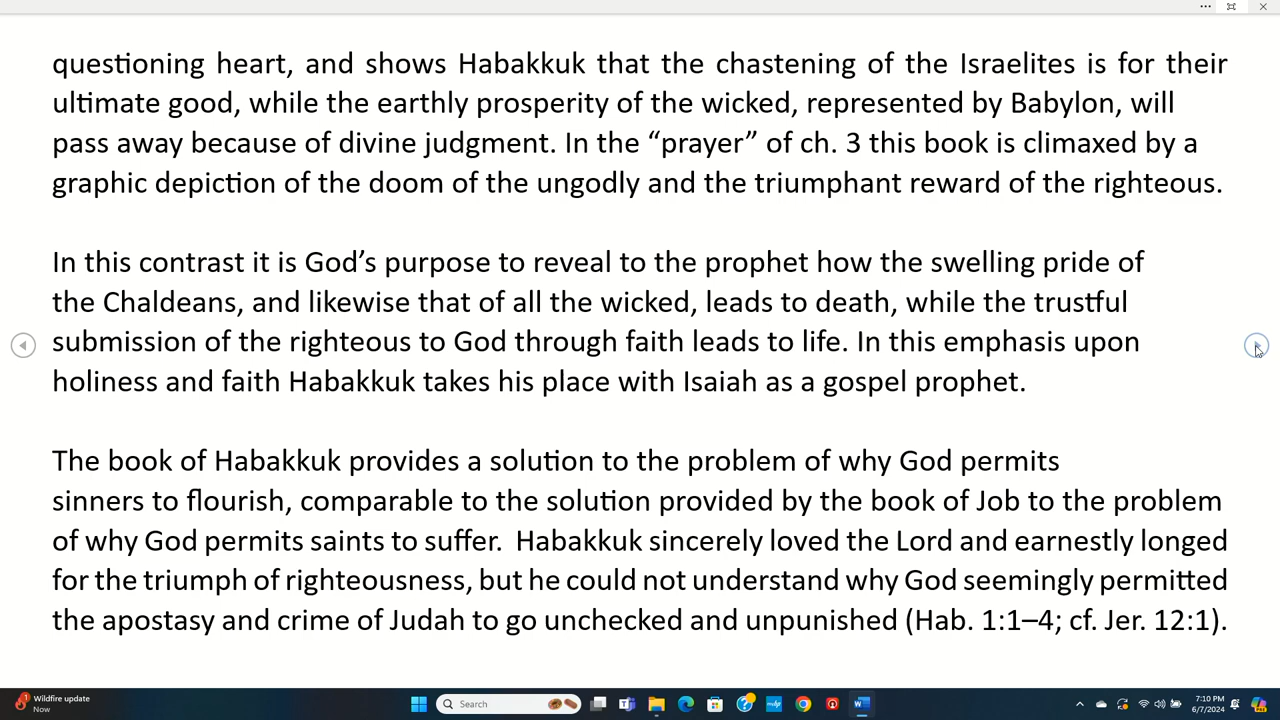 questioning heart, and shows Habakkuk that the chastening of the Israelites is for their
ultimate good, while the earthly prosperity of the wicked, represented by Babylon, will
pass away because of divine judgment. In the “prayer” of ch. 3 this book is climaxed by a
graphic depiction of the doom of the ungodly and the triumphant reward of the righteous.
In this contrast it is God’s purpose to reveal to the prophet how the swelling pride of
the Chaldeans, and likewise that of all the wicked, leads to death, while the trustful
submission of the righteous to God through faith leads to life. In this emphasis upon
holiness and faith Habakkuk takes his place with Isaiah as a gospel prophet.
The book of Habakkuk provides a solution to the problem of why God permits
sinners to flourish, comparable to the solution provided by the book of Job to the problem
of why God permits saints to suffer.  Habakkuk sincerely loved the Lord and earnestly longed
for the triumph of righteousness, but he could not understand why God seemingly permitted
the apostasy and crime of Judah to go unchecked and unpunished (Hab. 1:1–4; cf. Jer. 12:1).
Wildfire update
Now
Search
7:10 PM
6/7/2024